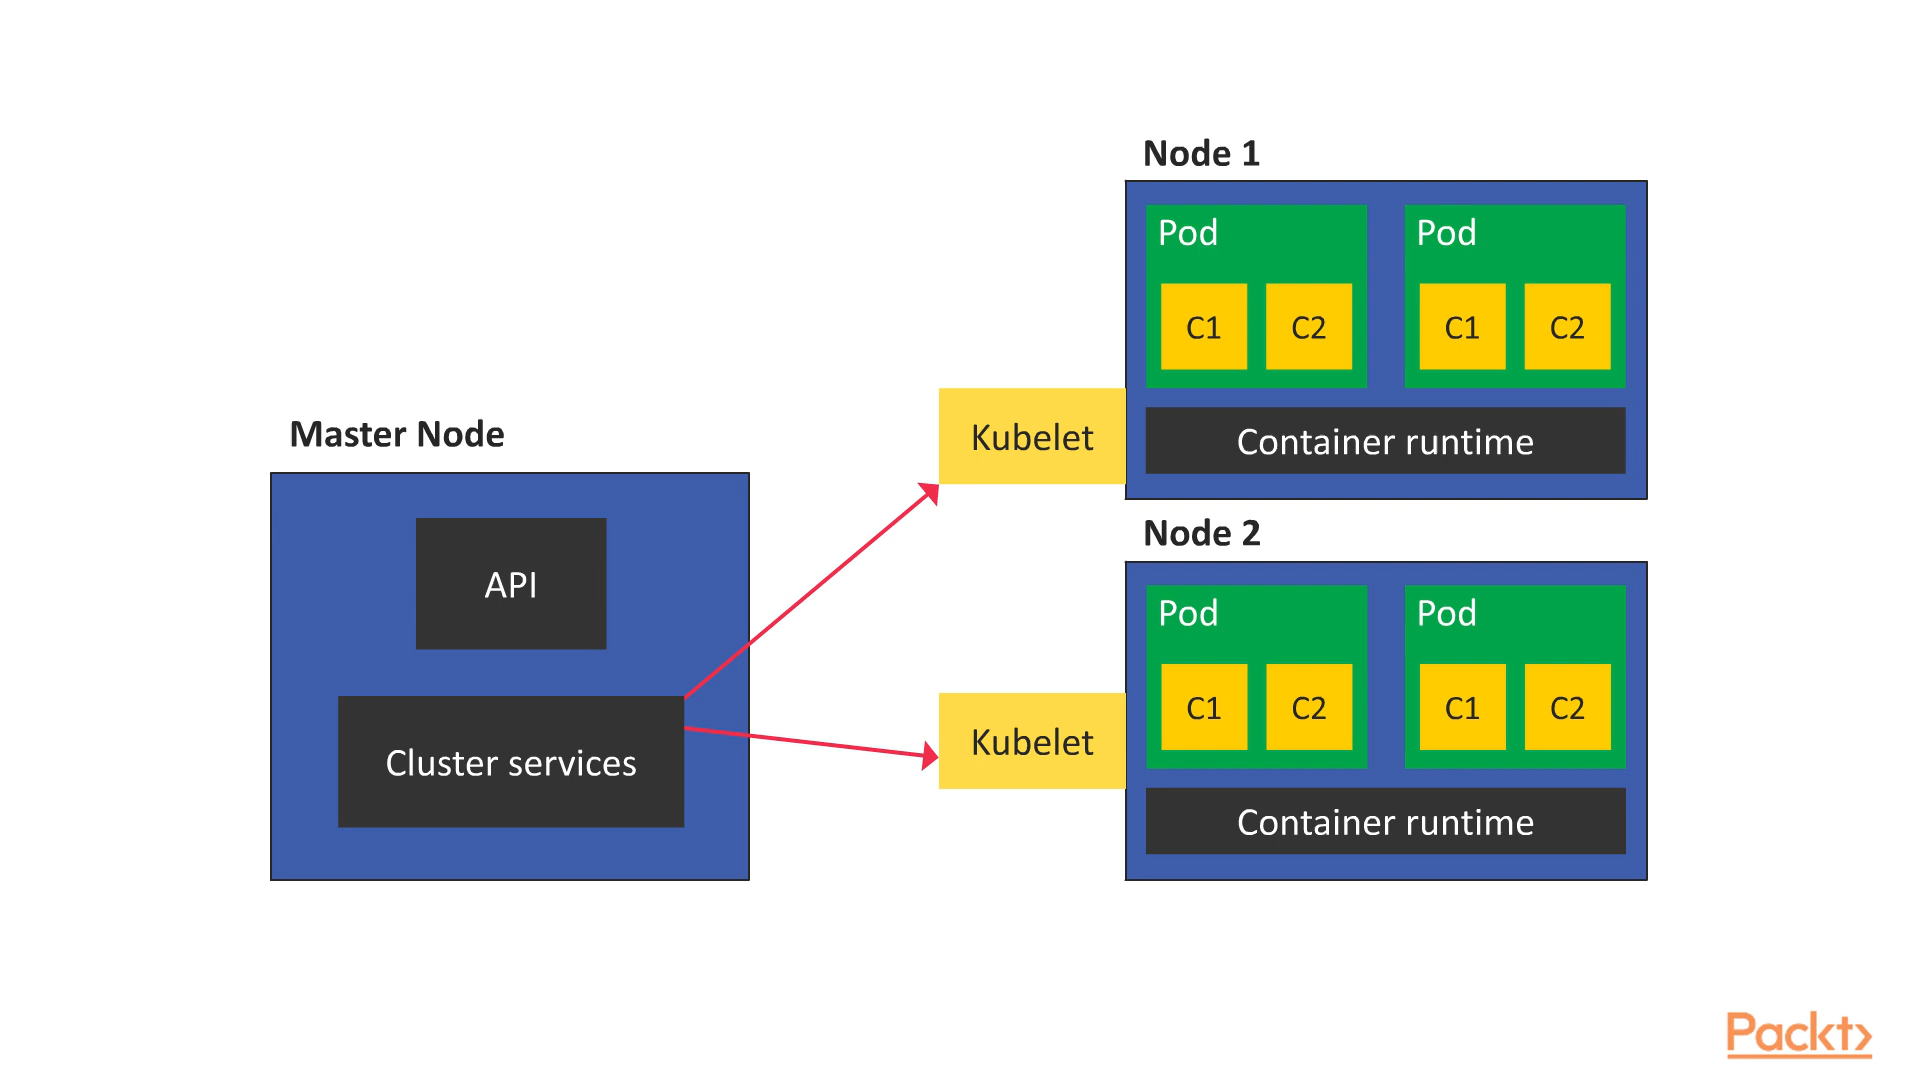 Master Node
API
Cluster services
Kubelet
Kubelet
Node 1
Pod
C1
C2
Pod
C1
C2
Container runtime
Node 2
Pod
C1
C2
Pod
C1
C2
Container runtime
Packt>